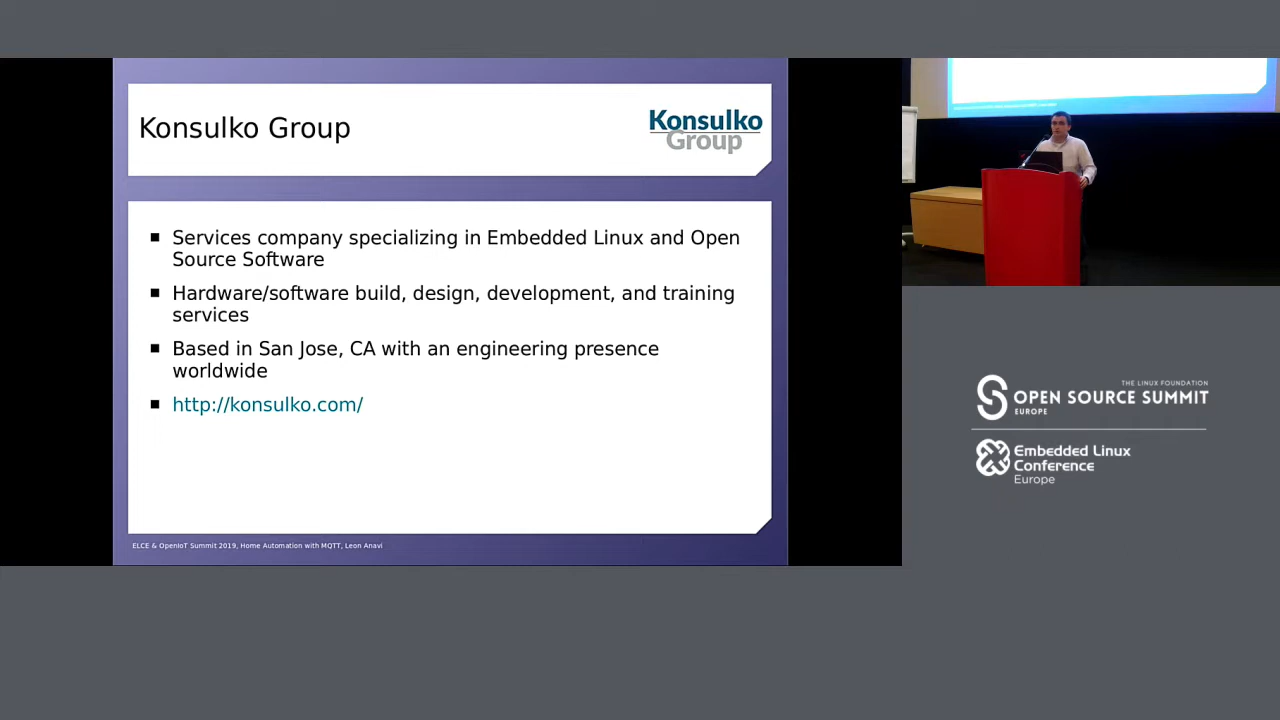 Konsulko Group
Konsulko
Group
Services company specializing in Embedded Linux and Open
Source Software
Hardware/software build, design, development, and training
services
Based in San Jose, CA with an engineering presence
worldwide
http://konsulko.com/
ELCE & OpenIoT Summit 2019, Home Automation with MQTT, Leon Anavi
THE LINUX FOUNDATION
OPEN SOURCE SUMMIT
EUROPE
Embedded Linux
Conference
Europe